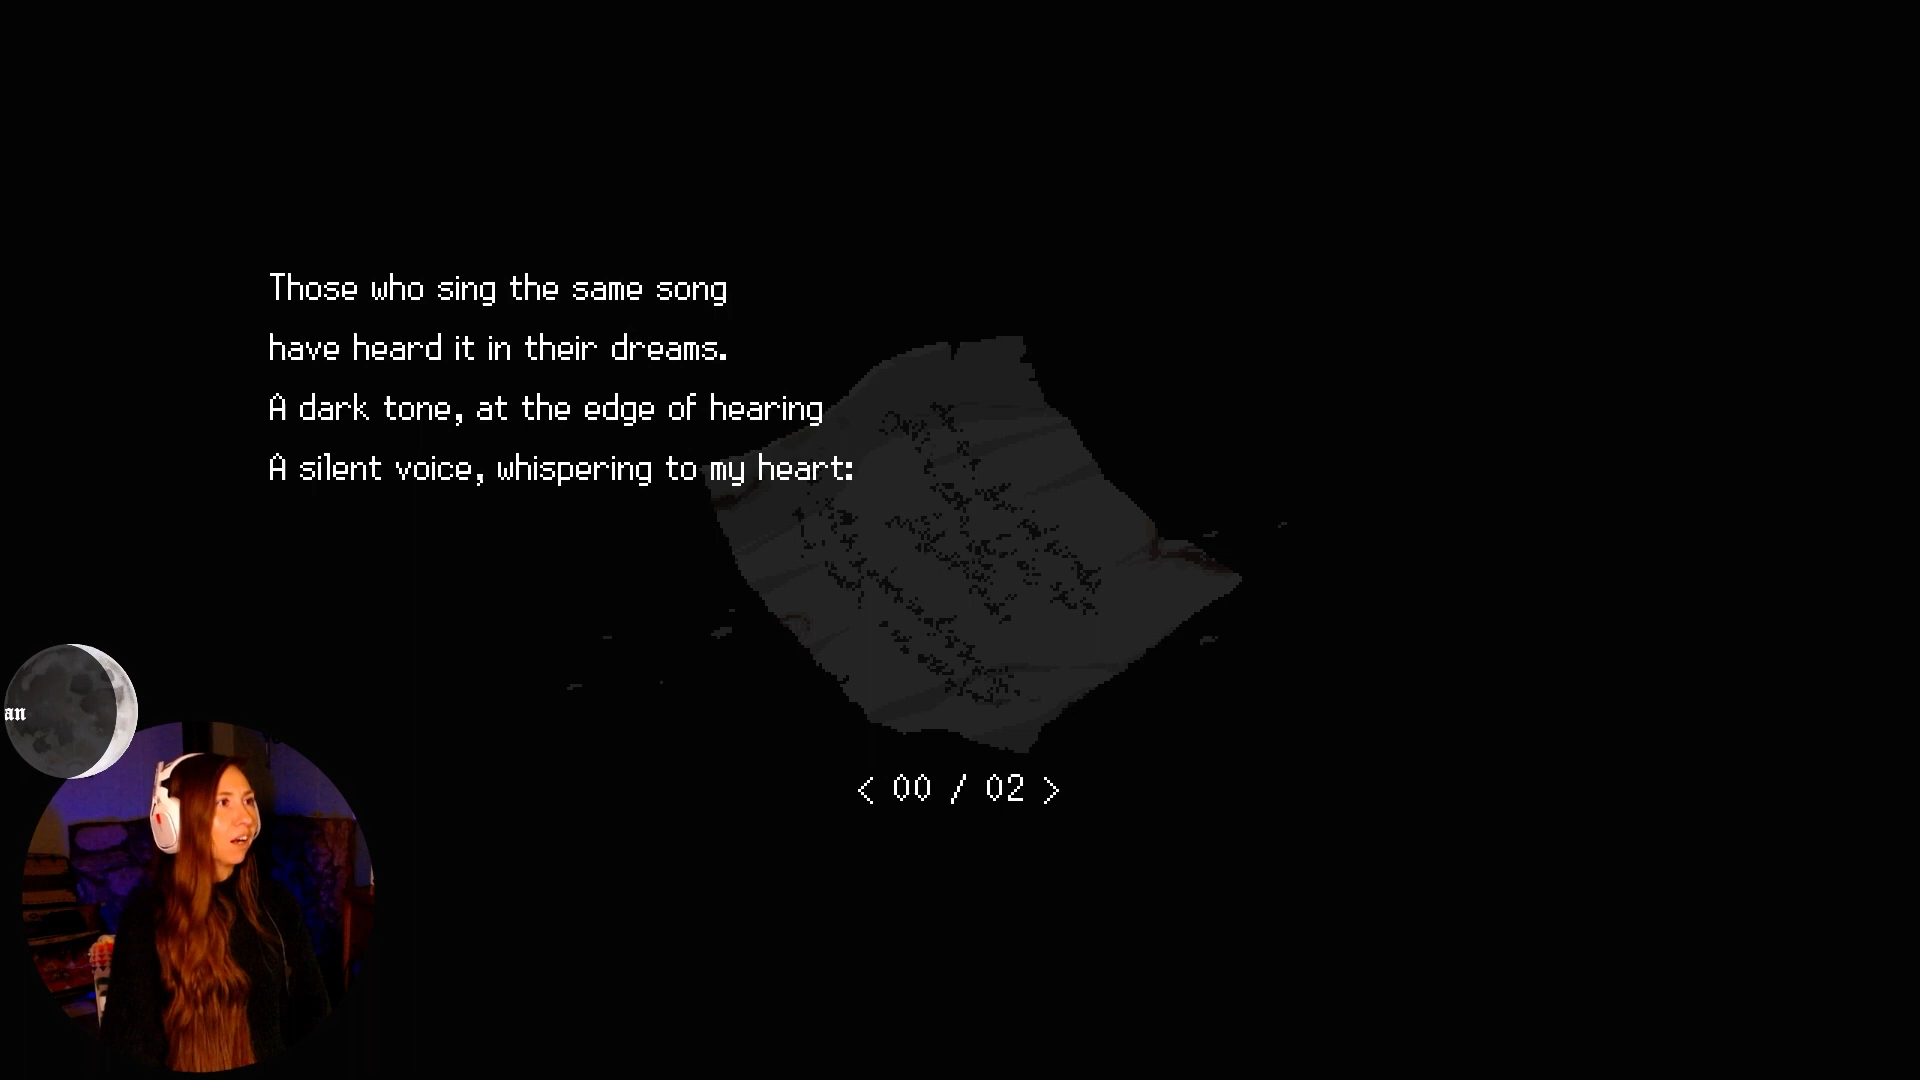 Those who sing the same song
have heard it in their dreams.
A dark tone, at the edge of hearing
A silent voice, whispering to my heart:
an
< 00 / 02 >